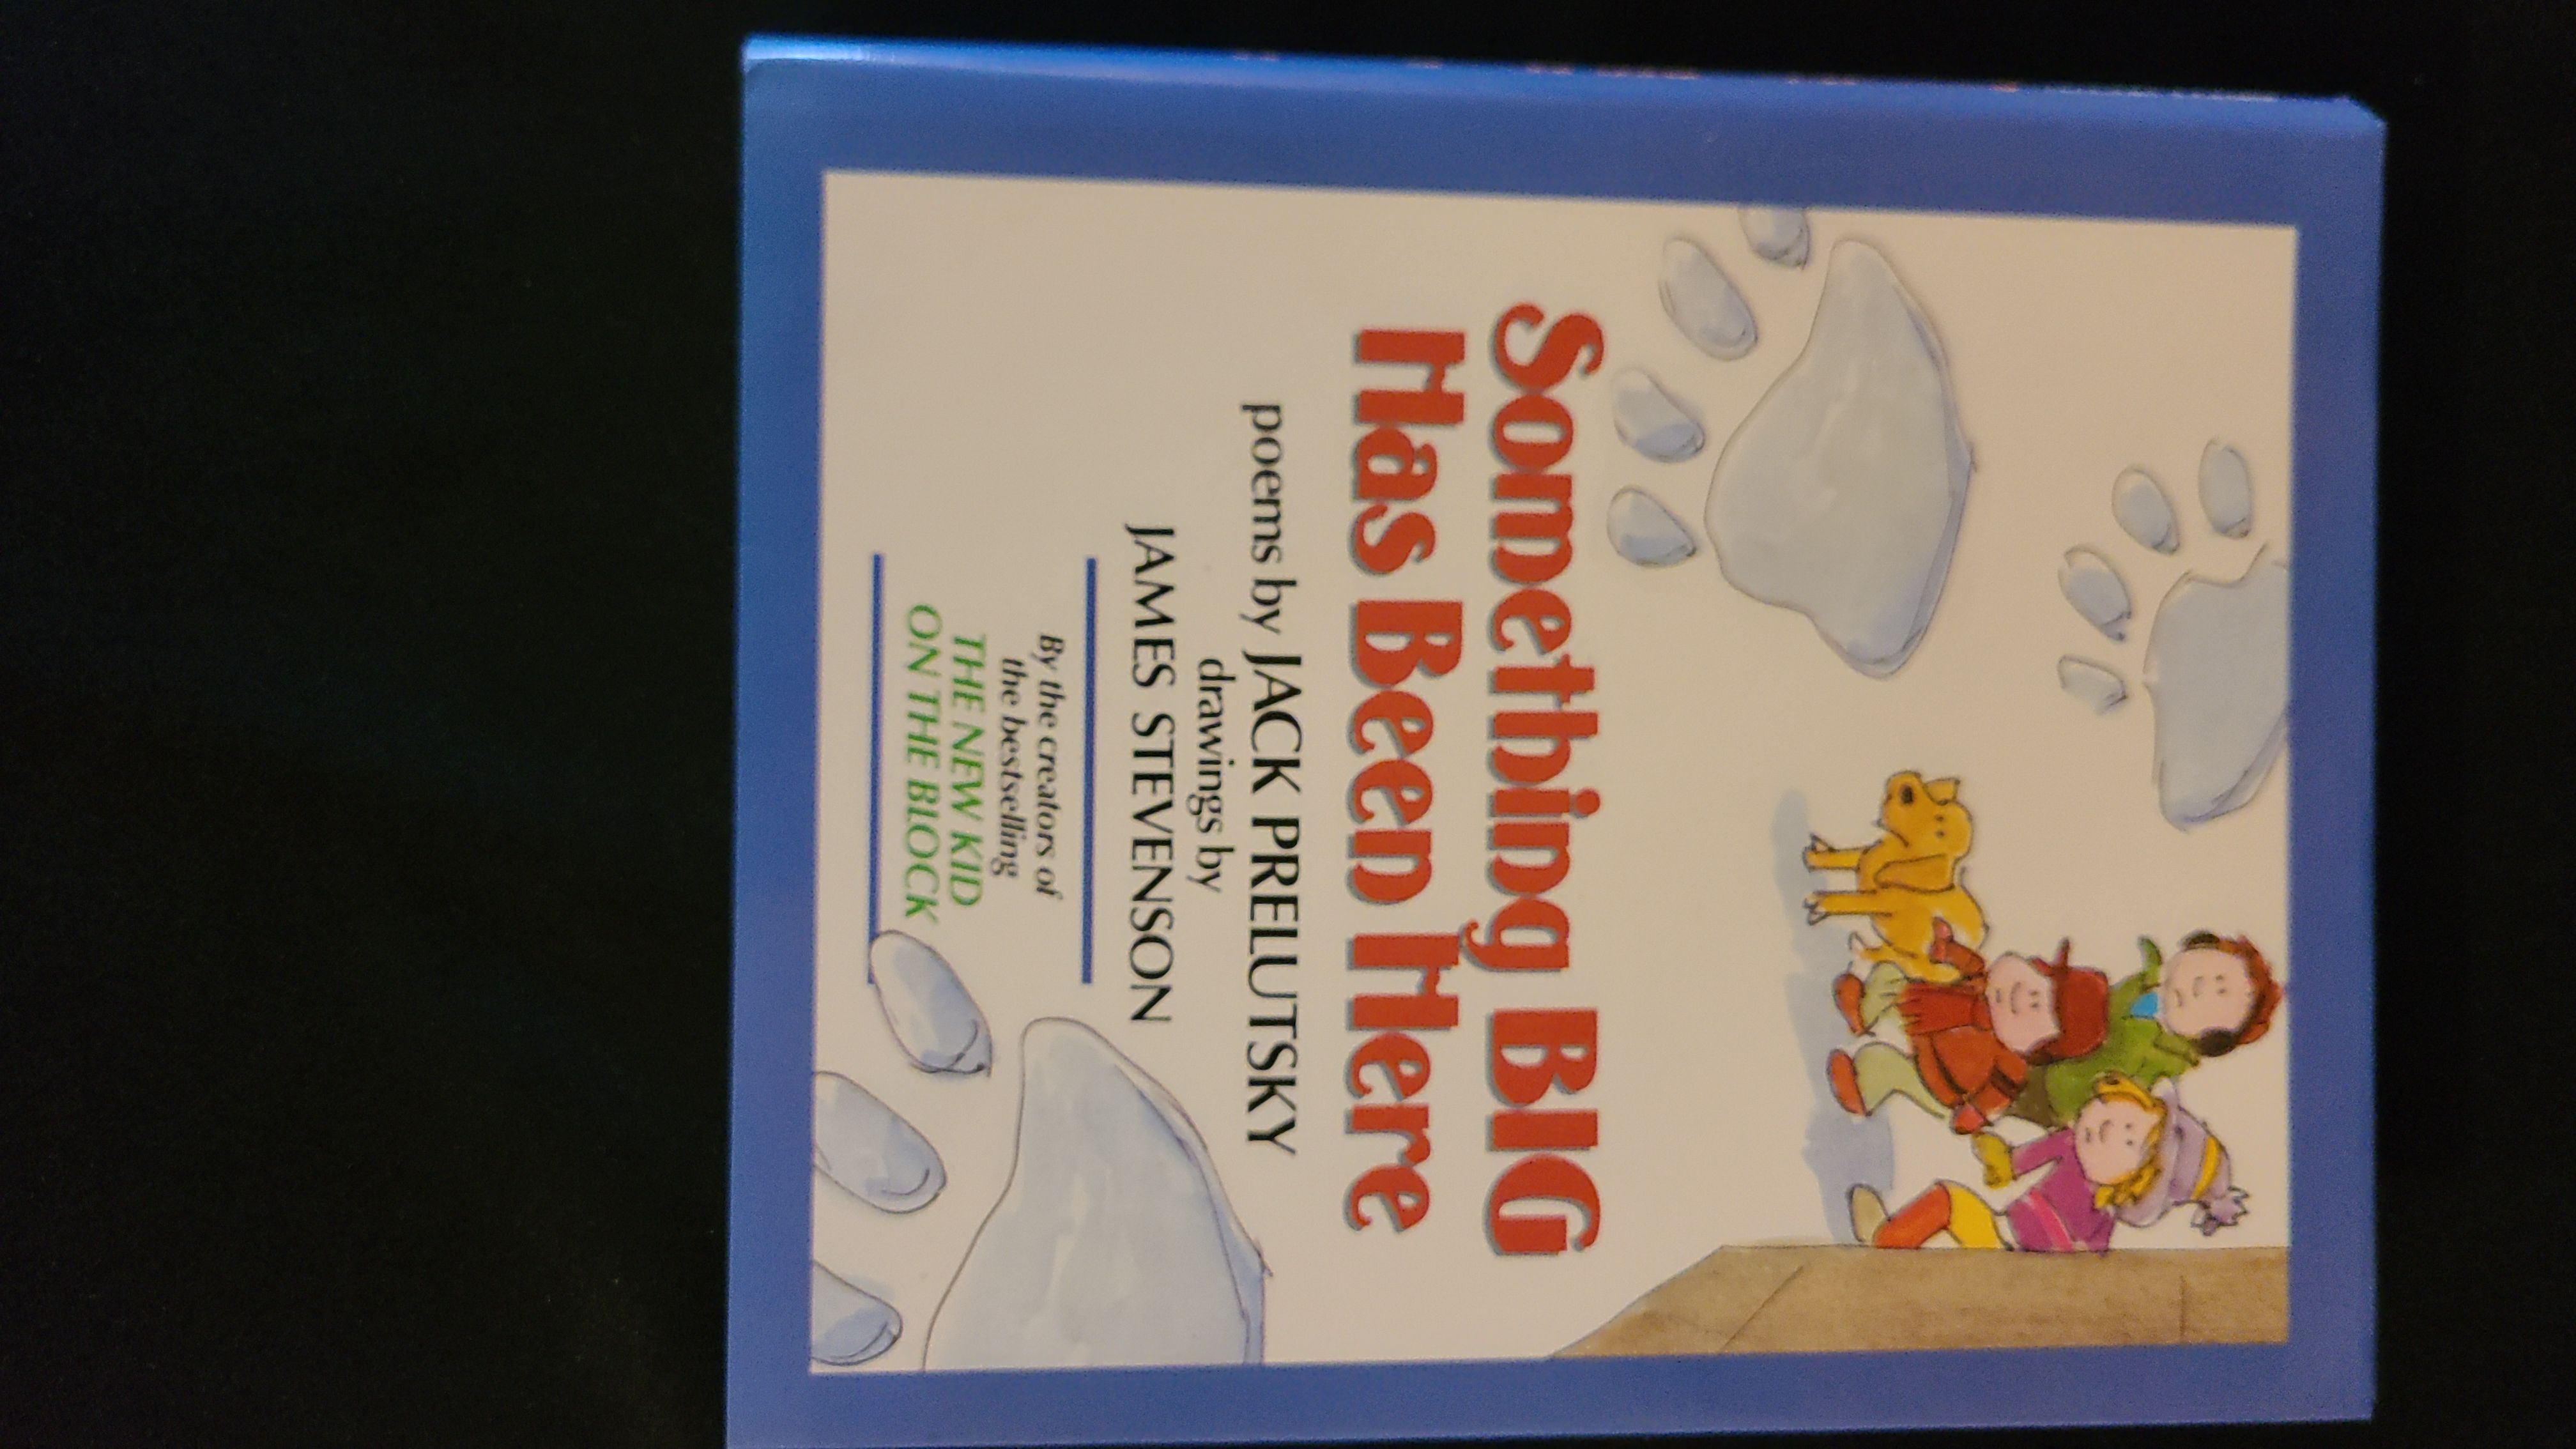 Something BIG
Has Been Here
poems by JACK PRELUTSKY
drawings by
JAMES STEVENSON
By the creators of
the bestselling
THE NEW KID
ON THE BLOCK